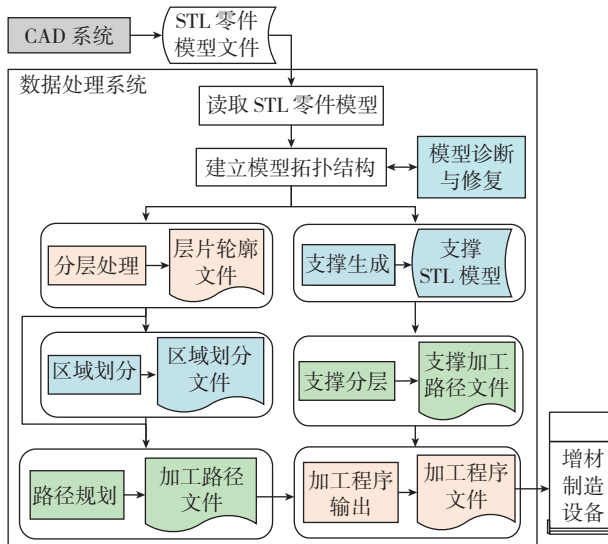 CAD 系统
STL 零件
模型文件
数据处理系统
读取 STL 零件模型
建立模型拓扑结构
模型诊断
与修复
分层处理
层片轮廓
文件
支撑生成
支撑
STL 模型
区域划分
区域划分
文件
支撑分层
支撑加工
路径文件
路径规划
加工路径
文件
加工程序
输出
加工程序
文件
增材
制造
设备